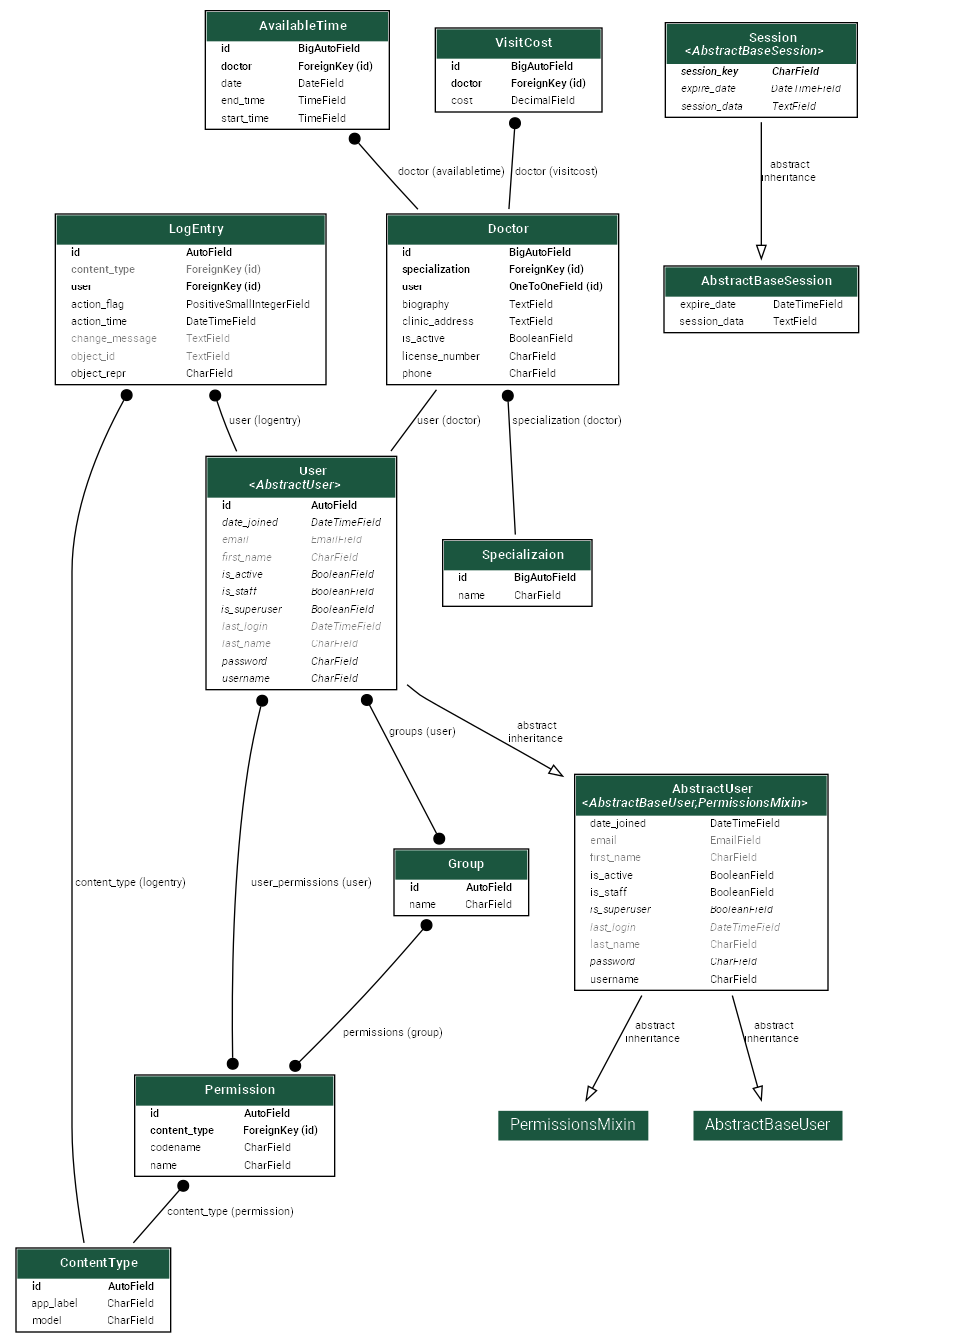 AvailableTime
id BigAutoField
doctor ForeignKey (id)
date DateField
end_time TimeField
start_time TimeField
VisitCost
id BigAutoField
doctor ForeignKey (id)
cost DecimalField
Session
<AbstractBaseSession>
session_key CharField
expire_date DateTimeField
session_data TextField
doctor (availabletime)
doctor (visitcost)
abstract
inheritance
LogEntry
id AutoField
content_type ForeignKey (id)
user ForeignKey (id)
action_flag PositiveSmallIntegerField
action_time DateTimeField
change_message TextField
object_id TextField
object_repr CharField
Doctor
id BigAutoField
specialization ForeignKey (id)
user OneToOneField (id)
biography TextField
clinic_address TextField
is_active BooleanField
license_number CharField
phone CharField
AbstractBaseSession
expire_date DateTimeField
session_data TextField
user (logentry)
user (doctor)
specialization (doctor)
User
<AbstractUser>
id AutoField
date_joined DateTimeField
email EmailField
first_name CharField
is_active BooleanField
is_staff BooleanField
is_superuser BooleanField
last_login DateTimeField
last_name CharField
password CharField
username CharField
Specializaion
id BigAutoField
name CharField
groups (user)
abstract
inheritance
AbstractUser
<AbstractBaseUser,PermissionsMixin>
date_joined DateTimeField
email EmailField
first_name CharField
is_active BooleanField
is_staff BooleanField
is_superuser BooleanField
last_login DateTimeField
last_name CharField
password CharField
username CharField
Group
id AutoField
name CharField
content_type (logentry)
user_permissions (user)
permissions (group)
abstract
inheritance
abstract
inheritance
Permission
id AutoField
content_type ForeignKey (id)
codename CharField
name CharField
PermissionsMixin
AbstractBaseUser
content_type (permission)
ContentType
id AutoField
app_label CharField
model CharField